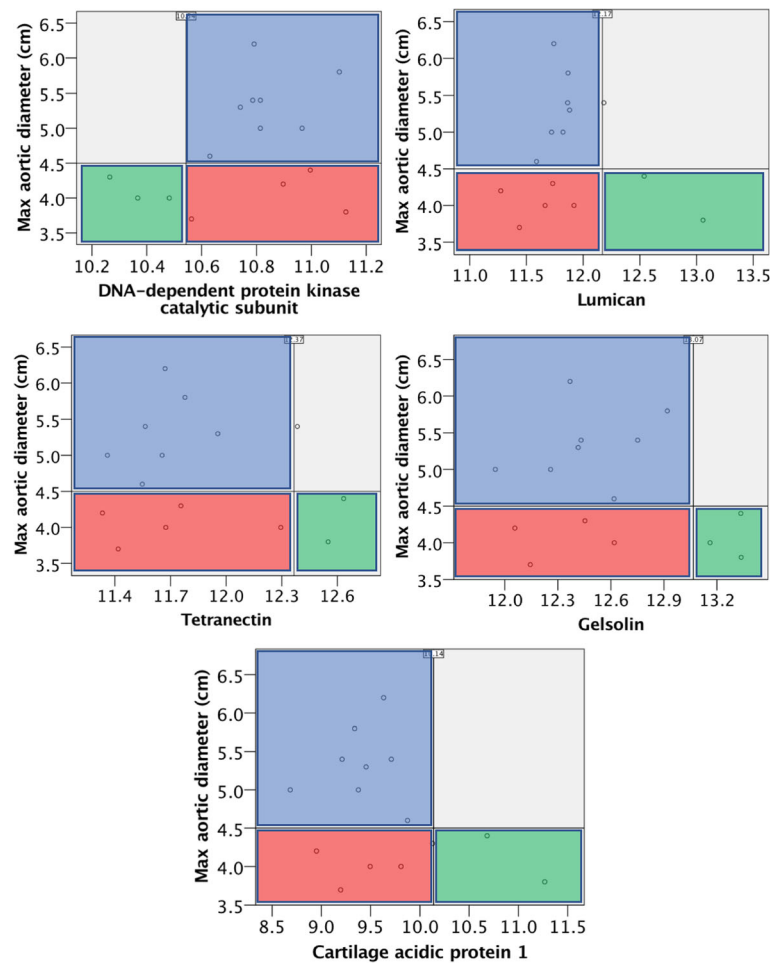 Max aortic diameter (cm)
6.5
6.0
5.5
5.0
4.5
4.0
3.5
10.2 10.4 10.6 10.8 11.0 11.2
DNA-dependent protein kinase
catalytic subunit
Max aortic diameter (cm)
6.5
6.0
5.5
5.0
4.5
4.0
3.5
11.0 11.5 12.0 12.5 13.0 13.5
Lumican
Max aortic diameter (cm)
6.5
6.0
5.5
5.0
4.5
4.0
3.5
11.4 11.7 12.0 12.3 12.6
Tetranectin
Max aortic diameter (cm)
6.5
6.0
5.5
5.0
4.5
4.0
3.5
12.0 12.3 12.6 12.9 13.2
Gelsolin
Max aortic diameter (cm)
6.5
6.0
5.5
5.0
4.5
4.0
3.5
8.5 9.0 9.5 10.0 10.5 11.0 11.5
Cartilage acidic protein 1